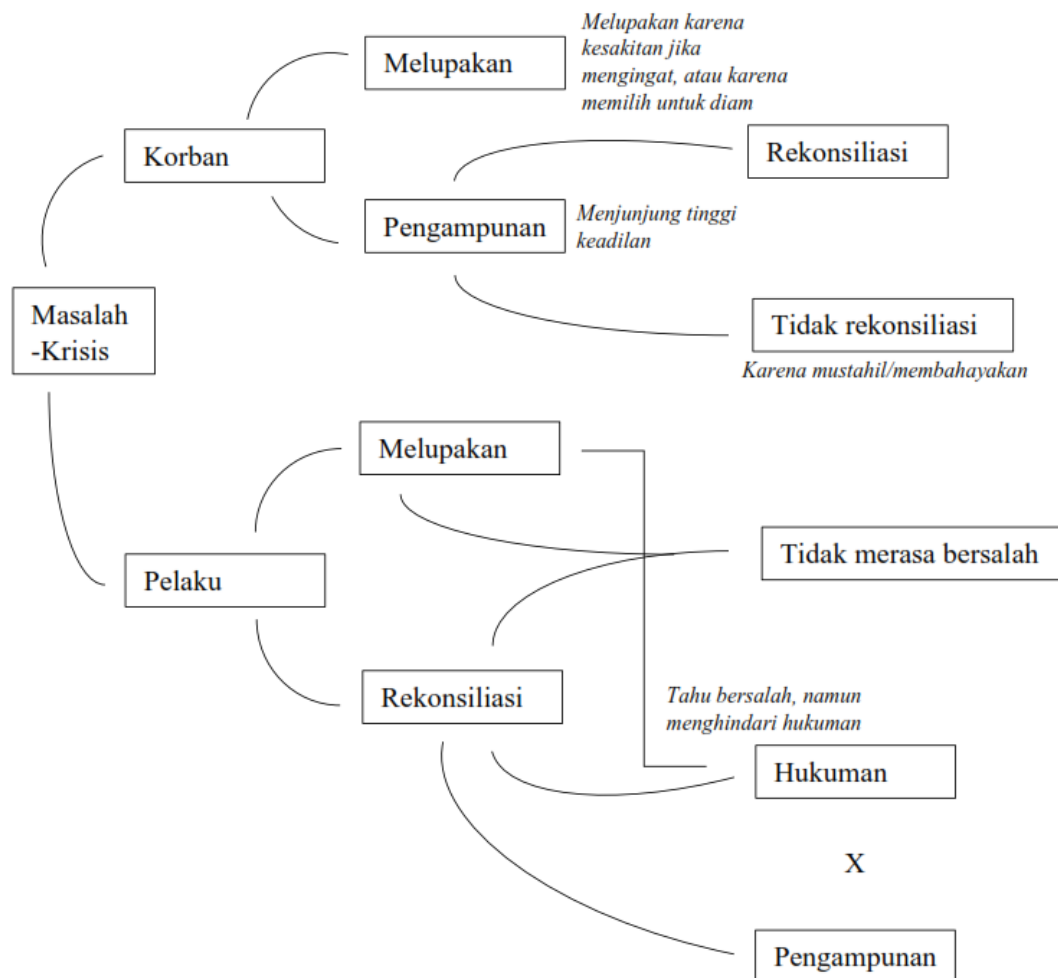 Melupakan
Melupakan karena
kesakitan jika
mengingat, atau karena
memilih untuk diam
Korban
Rekonsiliasi
Pengampunan
Menjunjung tinggi
keadilan
Masalah
-Krisis
Tidak rekonsiliasi
Karena mustahil/membahayakan
Melupakan
Tidak merasa bersalah
Pelaku
Rekonsiliasi
Tahu bersalah, namun
menghindari hukuman
Hukuman
X
Pengampunan